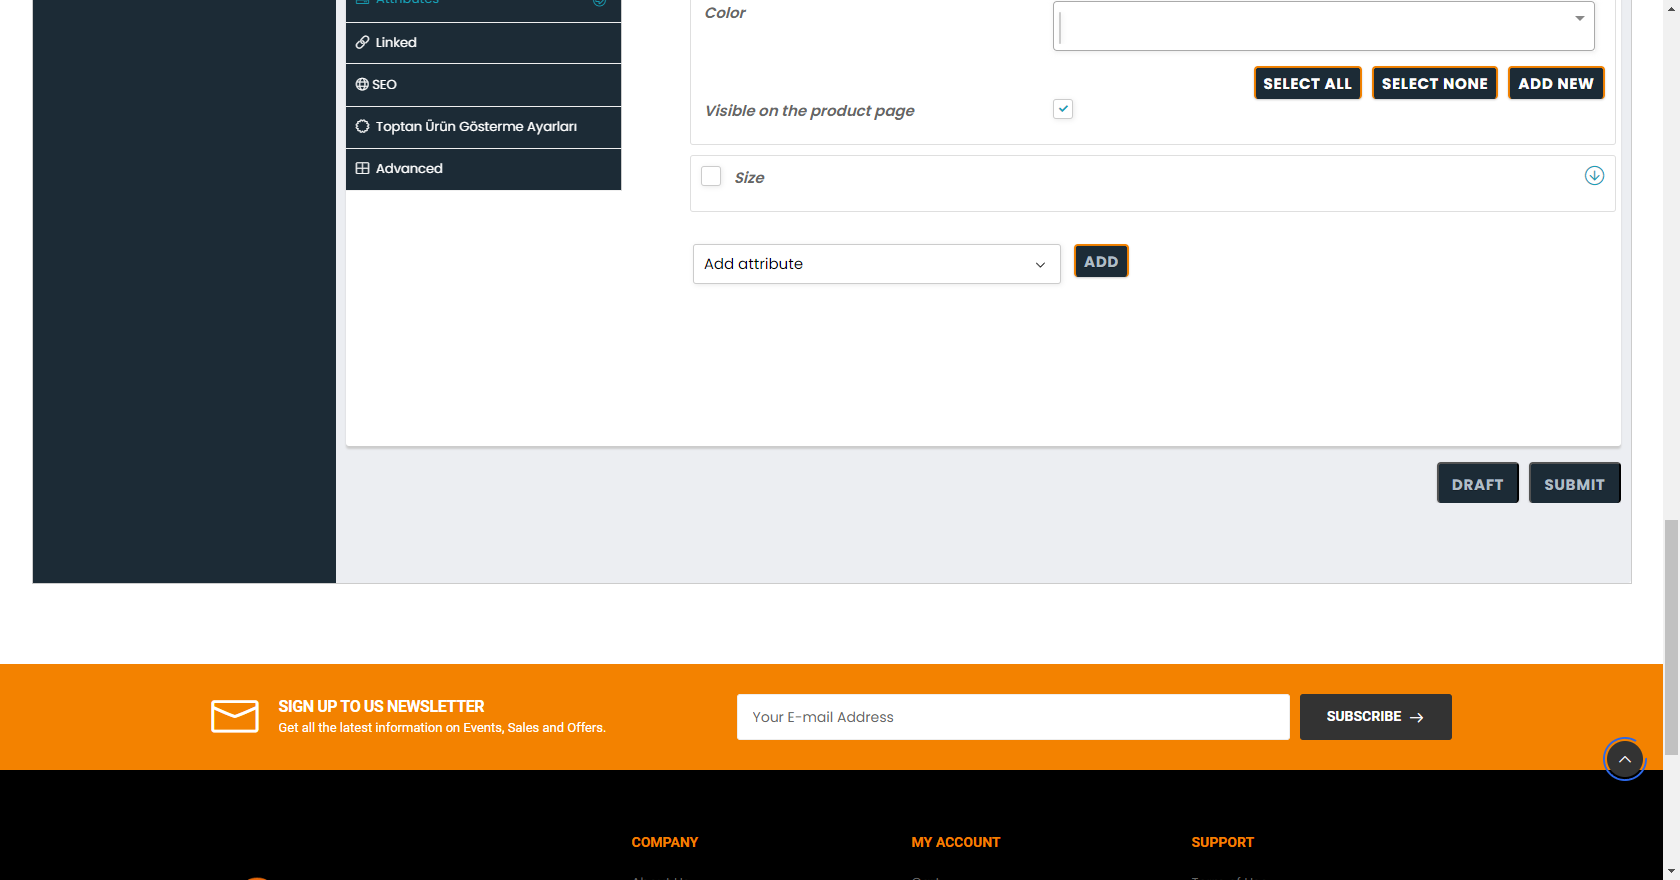 Attributes
Linked
SEO
Toptan Ürün Gösterme Ayarları
Advanced
Color
SELECT ALL
SELECT NONE
ADD NEW
Visible on the product page
Size
Add attribute
ADD
DRAFT
SUBMIT
SIGN UP TO US NEWSLETTER
Get all the latest information on Events, Sales and Offers.
Your E-mail Address
SUBSCRIBE
COMPANY
MY ACCOUNT
SUPPORT